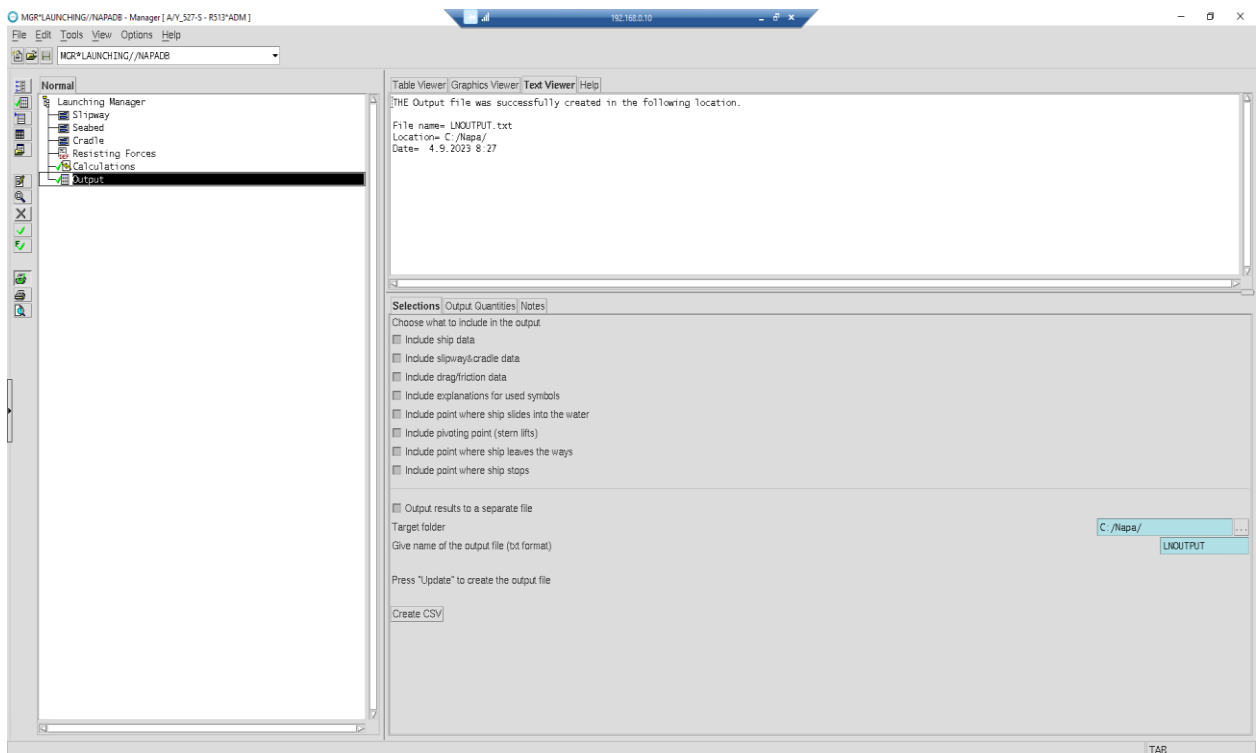 MGR*LAUNCHING//NAPADB - Manager [ A/Y_527-S - R513*ADM ]
192.168.0.10
File Edit Tools View Options Help
MGR*LAUNCHING//NAPADB
Normal
Launching Manager
Slipway
Seabed
Cradle
Resisting Forces
Calculations
Output
Table Viewer Graphics Viewer Text Viewer Help
THE Output file was successfully created in the following location.
File name= LNOUTPUT.txt
Location= C:/Napa/
Date= 4.9.2023 8:27
Selections Output Quantities Notes
Choose what to include in the output
Include ship data
Include slipway&cradle data
Include drag/friction data
Include explanations for used symbols
Include point where ship slides into the water
Include pivoting point (stern lifts)
Include point where ship leaves the ways
Include point where ship stops
Output results to a separate file
Target folder C:/Napa/ ...
Give name of the output file (txt format) LNOUTPUT
Press "Update" to create the output file
Create CSV
TAB